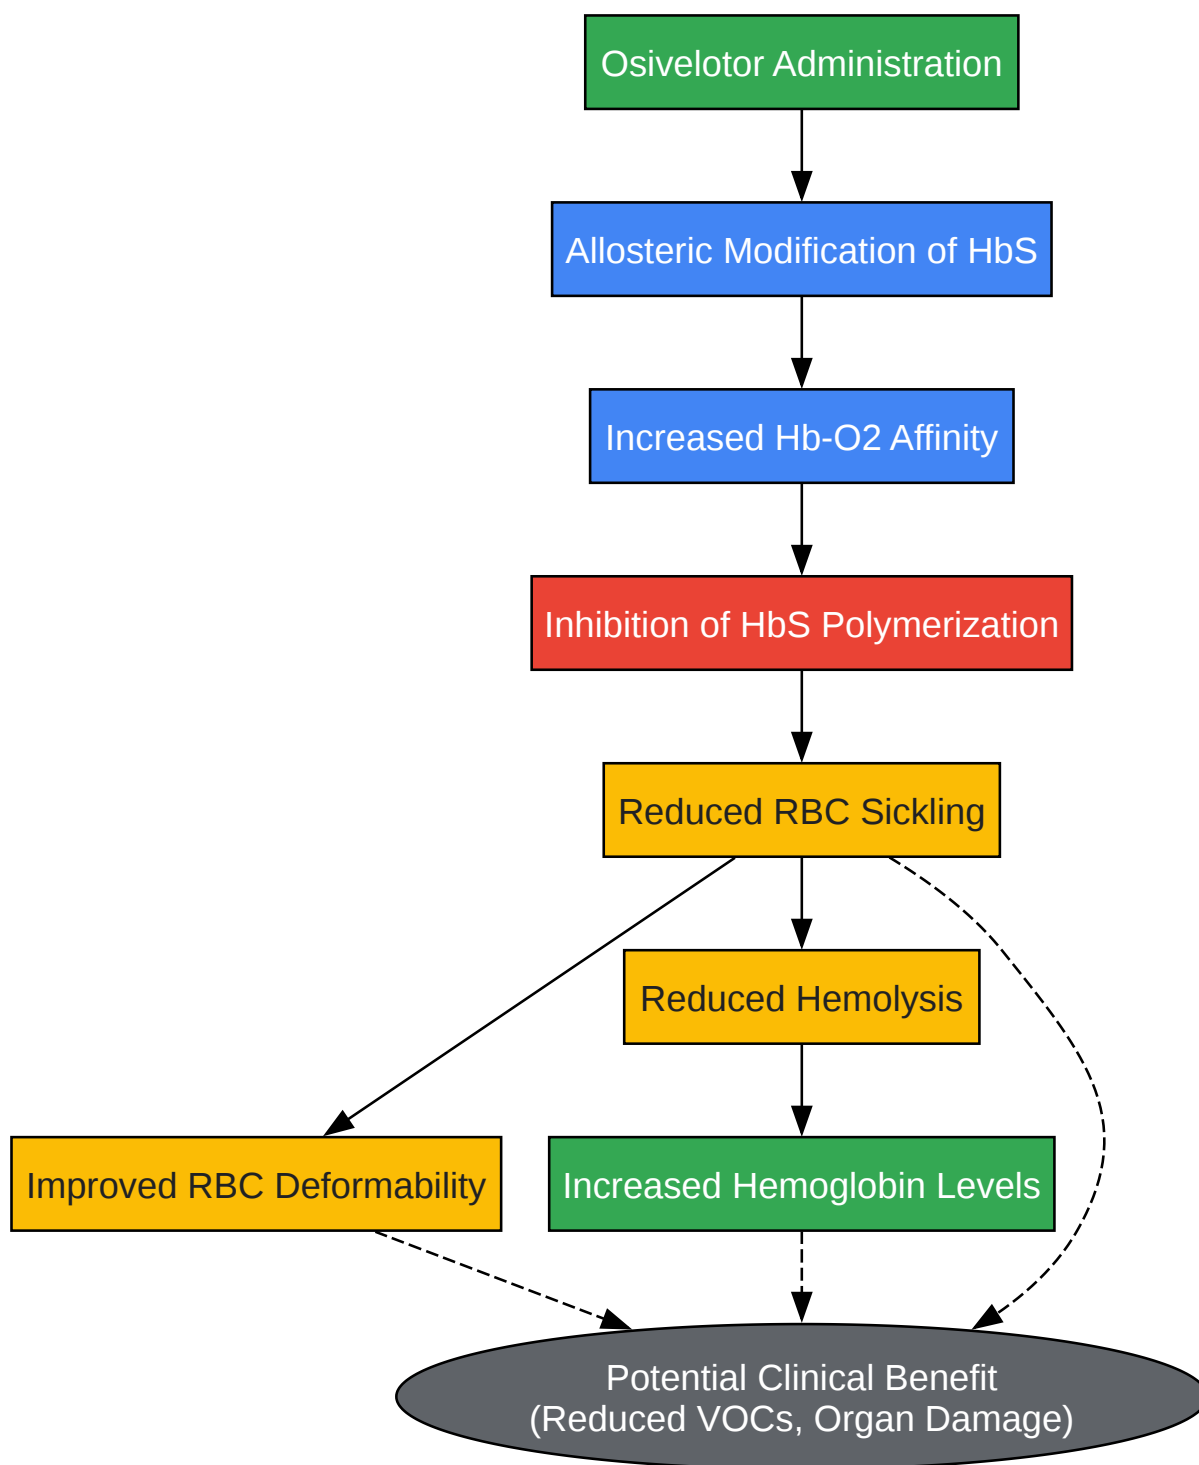 Osivelotor Administration
Allosteric Modification of HbS
Increased Hb-O2 Affinity
Inhibition of HbS Polymerization
Reduced RBC Sickling
Reduced Hemolysis
Improved RBC Deformability
Increased Hemoglobin Levels
Potential Clinical Benefit
(Reduced VOCs, Organ Damage)